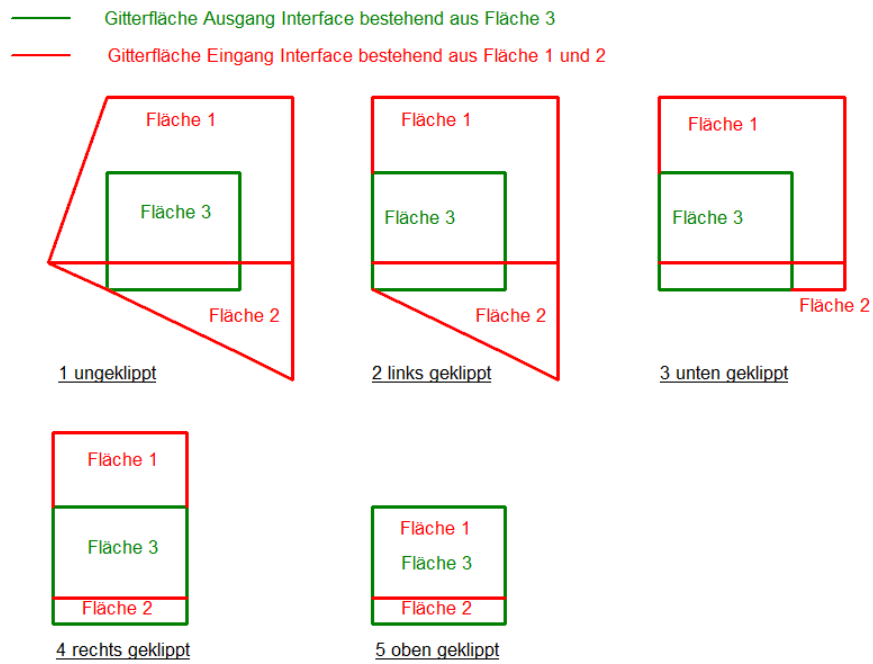 Gitterfläche Ausgang Interface bestehend aus Fläche 3
Gitterfläche Eingang Interface bestehend aus Fläche 1 und 2
Fläche 1
Fläche 1
Fläche 1
Fläche 3
Fläche 3
Fläche 3
Fläche 2
Fläche 2
Fläche 2
1 ungeklippt
2 links geklippt
3 unten geklippt
Fläche 1
Fläche 3
Fläche 2
Fläche 1
Fläche 3
Fläche 2
4 rechts geklippt
5 oben geklippt